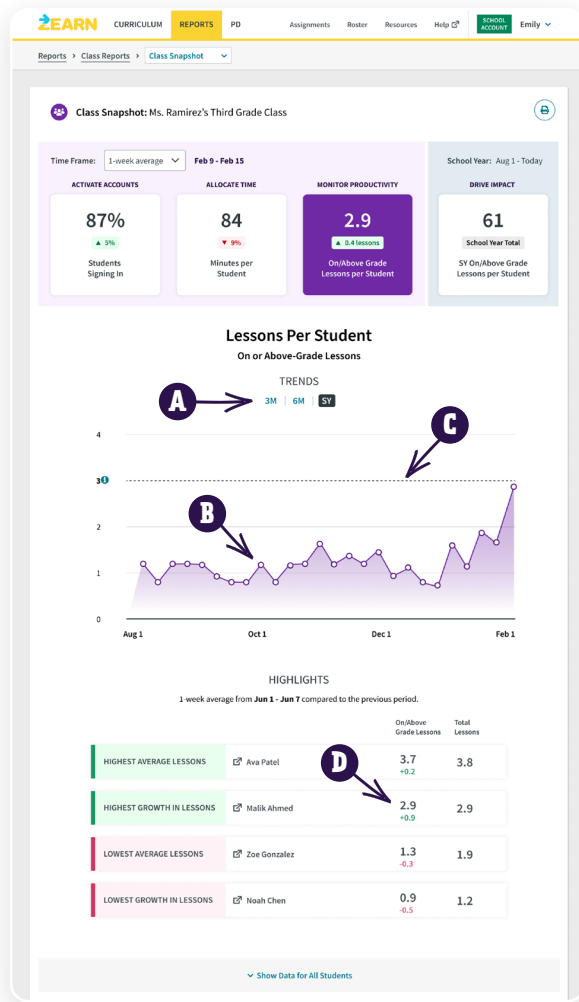 ZEARN CURRICULUM REPORTS PD Assignments Roster Resources Help SCHOOL ACCOUNT Emily
Reports > Class Reports > Class Snapshot
Class Snapshot: Ms. Ramirez's Third Grade Class
Time Frame: 1-week average Feb 9 - Feb 15 School Year: Aug 1 - Today
ACTIVATE ACCOUNTS ALLOCATE TIME MONITOR PRODUCTIVITY DRIVE IMPACT
87% 84 2.9 61
▲ 5% ▼ 9% ▲ 0.4 lessons School Year Total
Students Minutes per On/Above Grade SY On/Above Grade
Signing In Student Lessons per Student Lessons per Student
Lessons Per Student
On or Above-Grade Lessons
TRENDS
A 3M | 6M | SY
C
4
3
B
2
1
0
Aug 1 Oct 1 Dec 1 Feb 1
HIGHLIGHTS
1-week average from Jun 1 - Jun 7 compared to the previous period.
On/Above Total
Grade Lessons Lessons
HIGHEST AVERAGE LESSONS Ava Patel D 3.7 3.8
+0.2
HIGHEST GROWTH IN LESSONS Malik Ahmed 2.9 2.9
+0.9
LOWEST AVERAGE LESSONS Zoe Gonzalez 1.3 1.9
-0.3
LOWEST GROWTH IN LESSONS Noah Chen 0.9 1.2
-0.5
Show Data for All Students